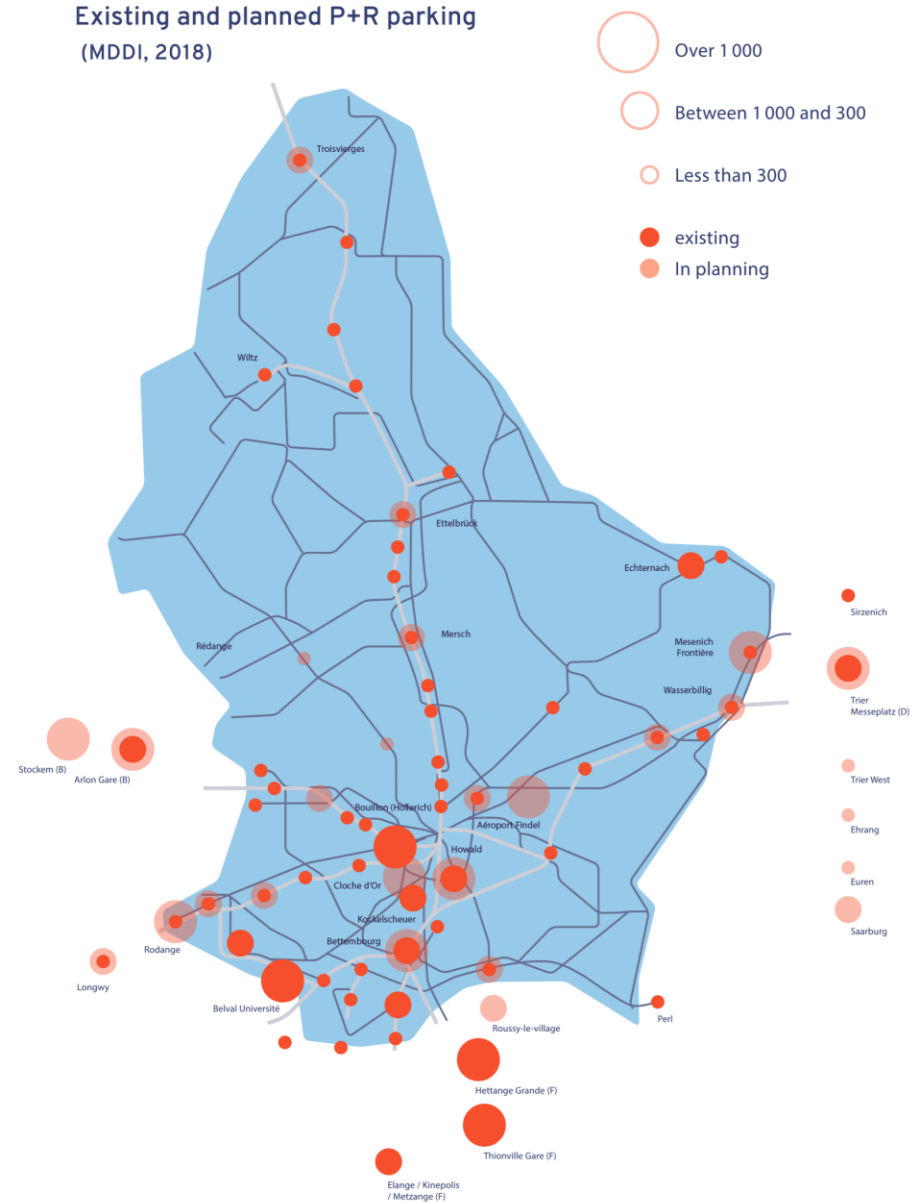 Existing and planned P+R parking
(MDDI, 2018)
Over 1 000
Between 1 000 and 300
Less than 300
existing
In planning
Troisvierges
Wiltz
Ettelbrück
Echternach
Sirzenich
Mersch
Mesenich
Frontière
Rédange
Wasserbillig
Trier
Messeplatz (D)
Stockem (B)
Arlon Gare (B)
Trier West
Bouillon (Hollerich)
Aéroport Findel
Ehrang
Howald
Cloche d'Or
Euren
Kockelscheuer
Saarburg
Bettembourg
Rodange
Longwy
Belval Université
Perl
Roussy-le-village
Hettange Grande (F)
Thionville Gare (F)
Elange / Kinepolis
/ Metzange (F)